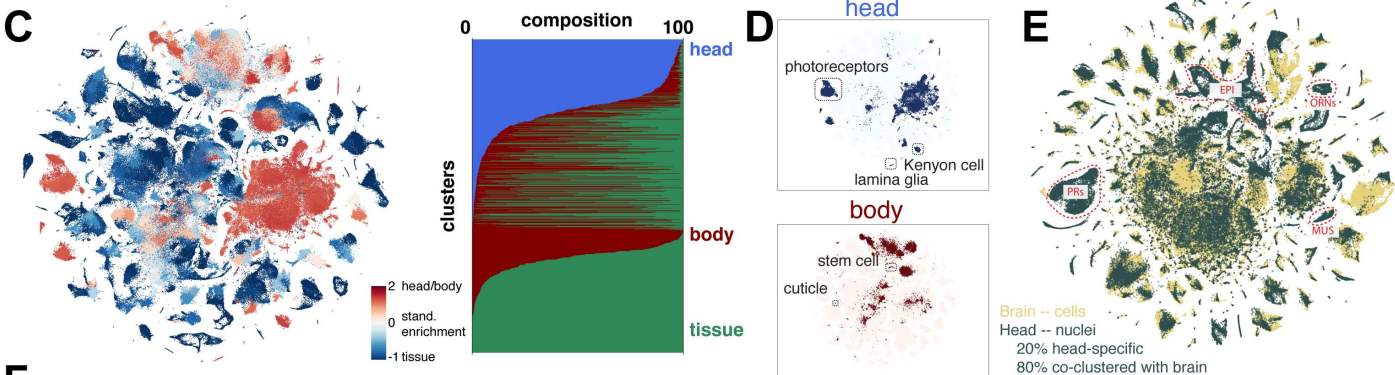 C
composition
0
100
clusters
head
body
tissue
2 head/body
stand.
0
enrichment
-1 tissue
D
head
photoreceptors
Kenyon cell
lamina glia
body
stem cell
cuticle
E
EPI
ORNs
PRs
MUS
Brain -- cells
Head -- nuclei
20% head-specific
80% co-clustered with brain